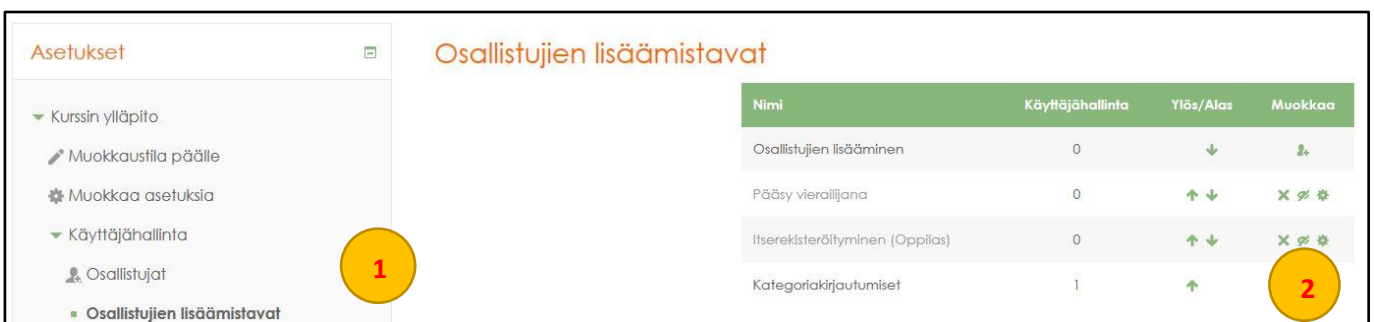 Asetukset
Kurssin ylläpito
Muokkaustila päälle
Muokkaa asetuksia
Käyttäjähallinta
Osallistujat
Osallistujien lisäämistavat
1
Osallistujien lisäämistavat
Nimi Käyttäjähallinta Ylös/Alas Muokkaa
Osallistujien lisääminen 0
Pääsy vierailijana 0
Itserekisteröityminen (Oppilas) 0
Kategoriakirjautumiset 1
2